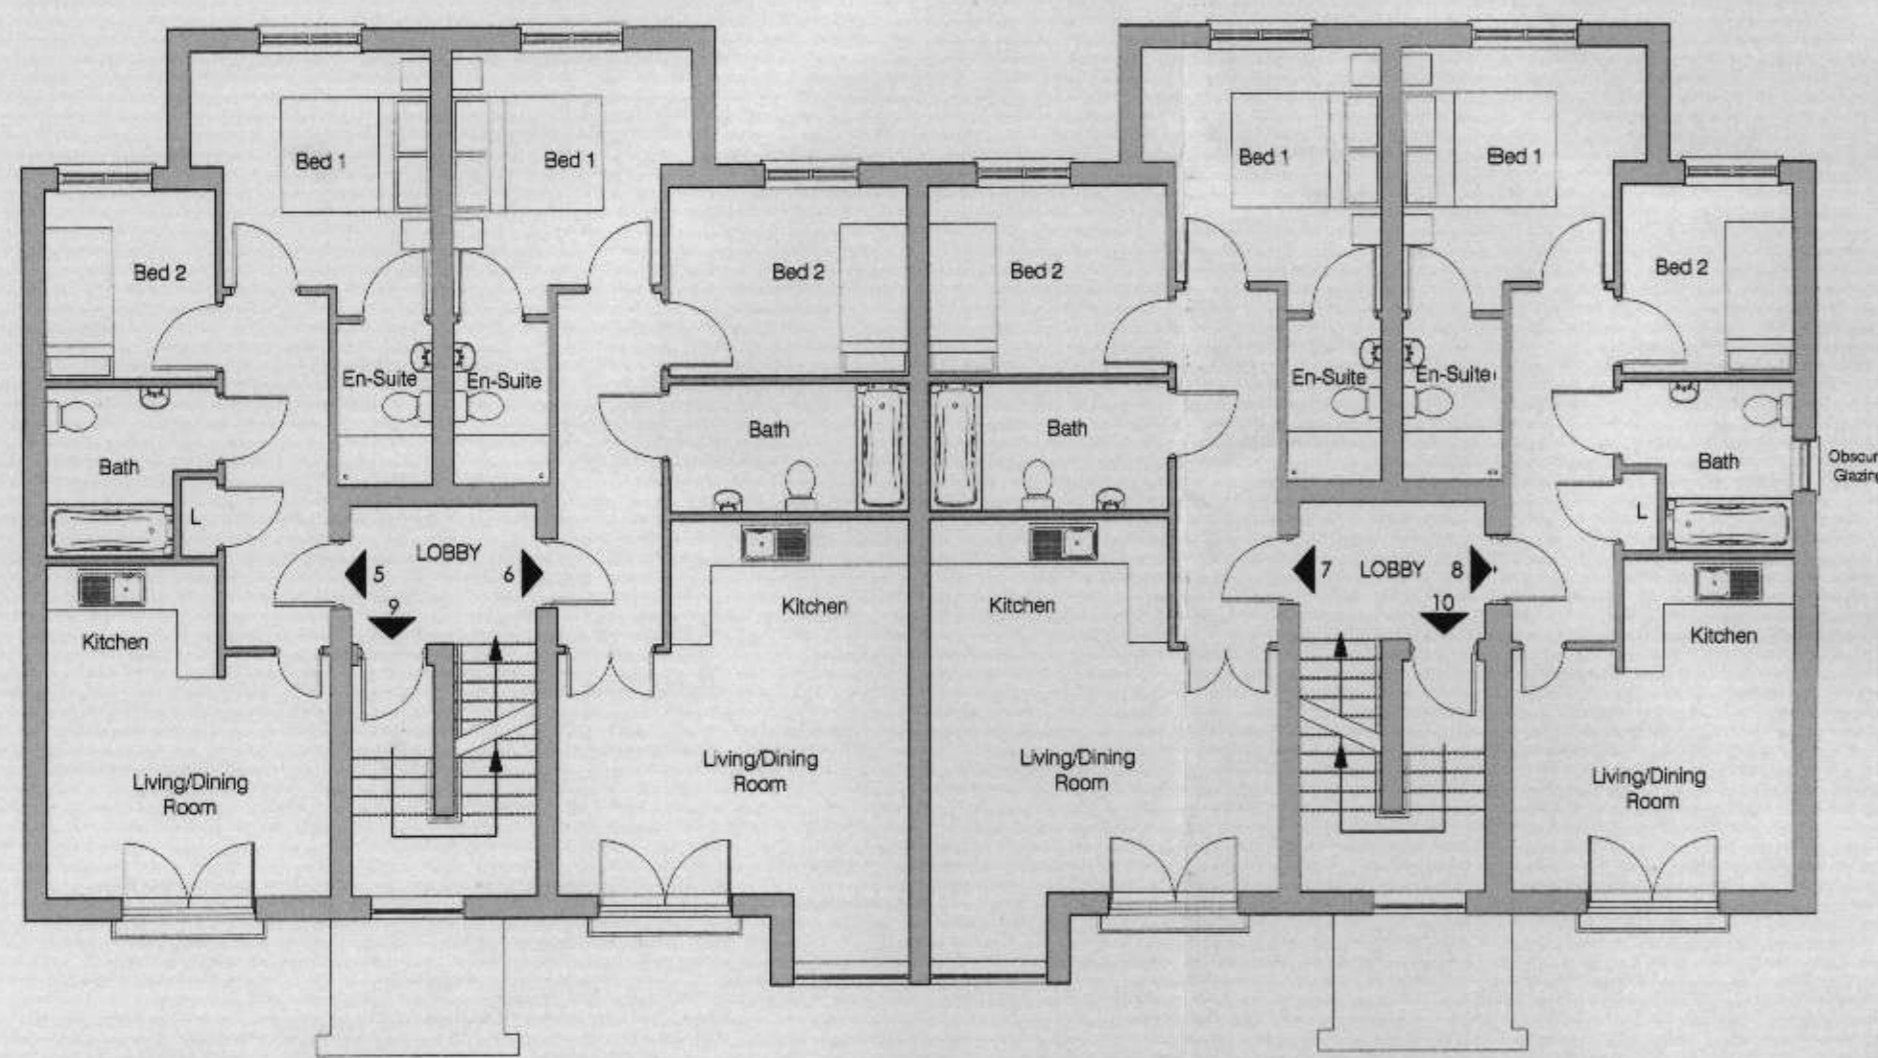 Bed 1
Bed 1
Bed 1
Bed 1
Bed 2
Bed 2
Bed 2
Bed 2
En-Suite
En-Suite
En-Suite
En-Suite
Bath
Bath
Bath
Bath
Obscur
Glazing
L
L
LOBBY
5
6
9
7
LOBBY
8
10
Kitchen
Kitchen
Kitchen
Kitchen
Living/Dining
Room
Living/Dining
Room
Living/Dining
Room
Living/Dining
Room